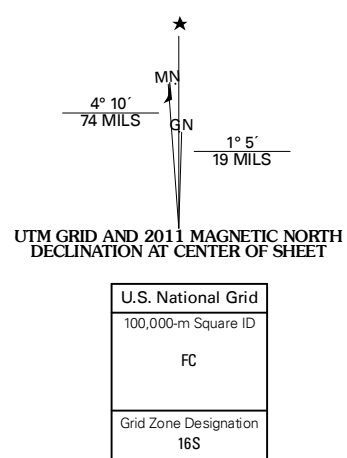 ★
MN
4° 10´
74 MILS
GN
1° 5´
19 MILS
UTM GRID AND 2011 MAGNETIC NORTH
DECLINATION AT CENTER OF SHEET
U.S. National Grid
100,000-m Square ID
FC
Grid Zone Designation
16S